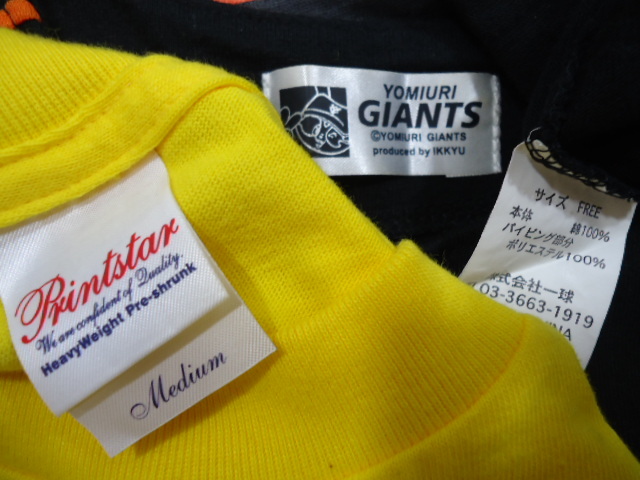 YOMIURI
GIANTS
©YOMIURI GIANTS
produced by IKKYU
サイズ FREE
本体 綿100%
パイピング部分
ポリエステル100%
式会社一球
03-3663-1919
NA
Printstar
We are confident of Quality.
HeavyWeight Pre-shrunk
Medium